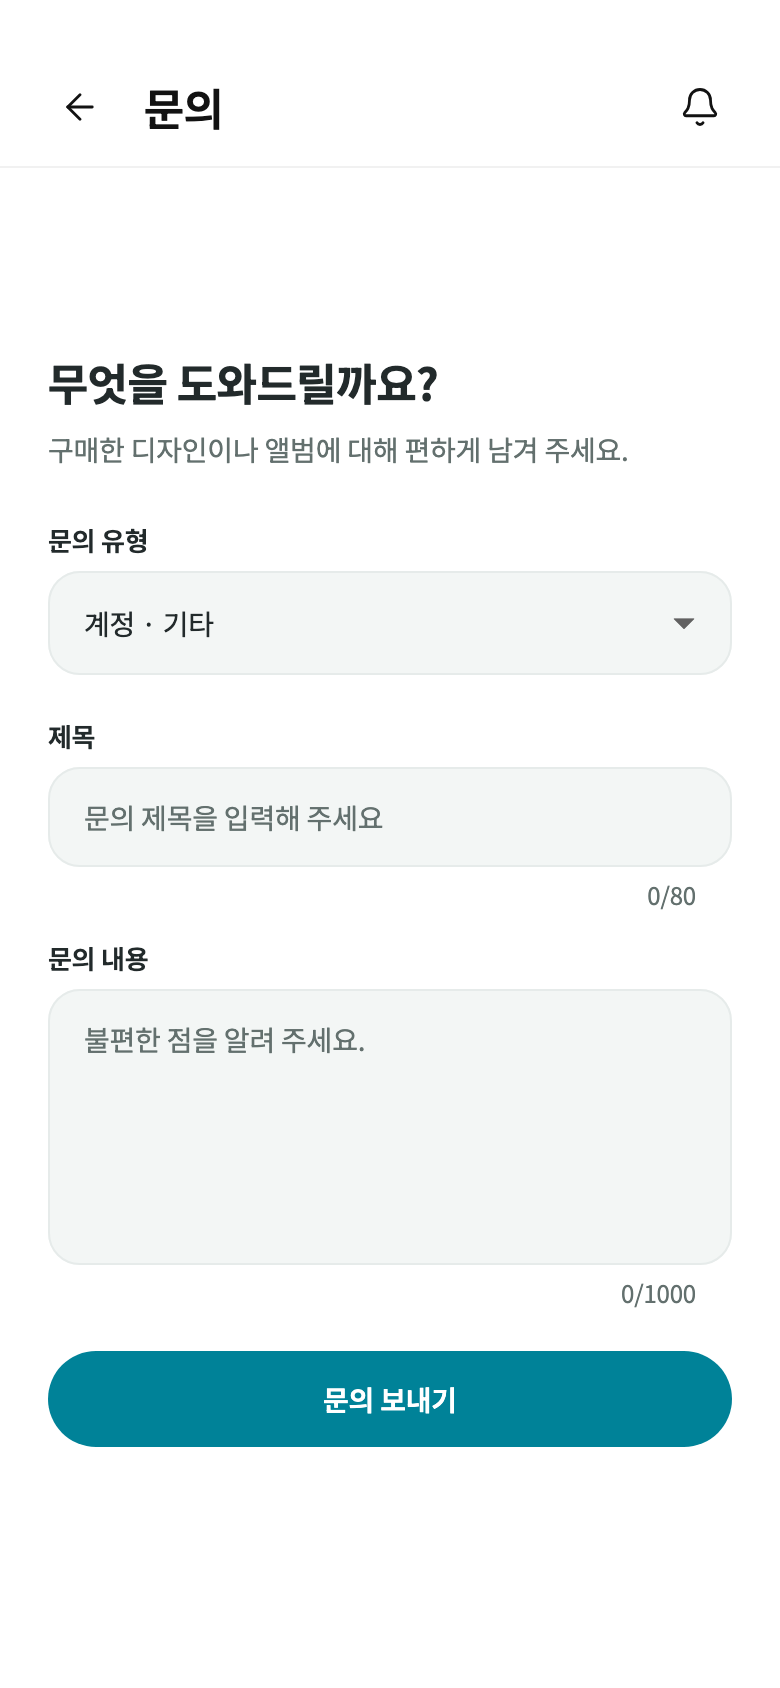 문의
무엇을 도와드릴까요?
구매한 디자인이나 앨범에 대해 편하게 남겨 주세요.
문의 유형
계정 · 기타
제목
문의 제목을 입력해 주세요
0/80
문의 내용
불편한 점을 알려 주세요.
0/1000
문의 보내기